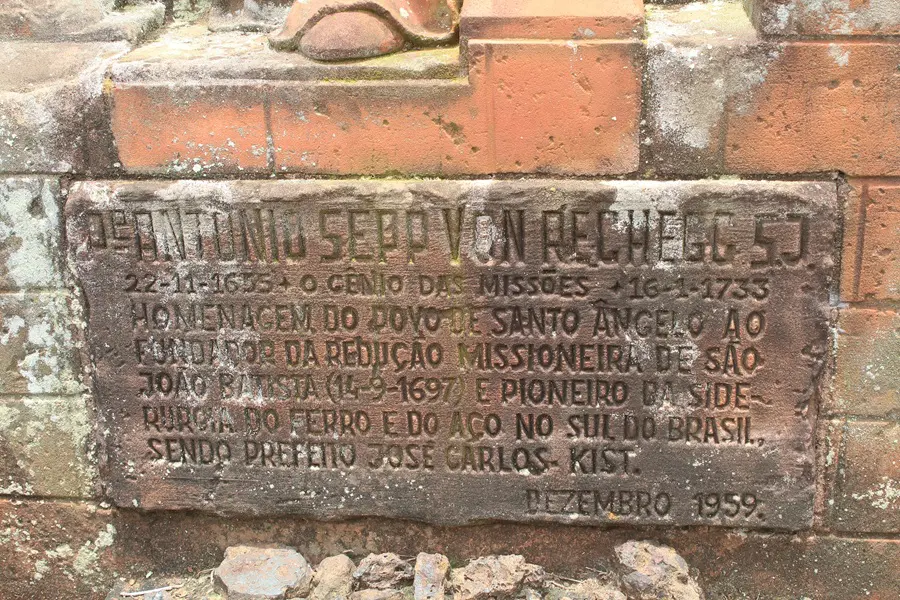 Pᵉ ANTONIO SEPP VON RECHEGG S.J.
22-11-1655 + O GÊNIO DAS MISSÕES + 16-1-1733
HOMENAGEM DO POVO DE SANTO ÂNGELO AO
FUNDADOR DA REDUÇÃO MISSIONEIRA DE SÃO
JOÃO BATISTA (14-9-1697) E PIONEIRO DA SIDE-
RURGIA DO FERRO E DO AÇO NO SUL DO BRASIL,
SENDO PREFEITO JOSÉ CARLOS KIST.
DEZEMBRO 1959.